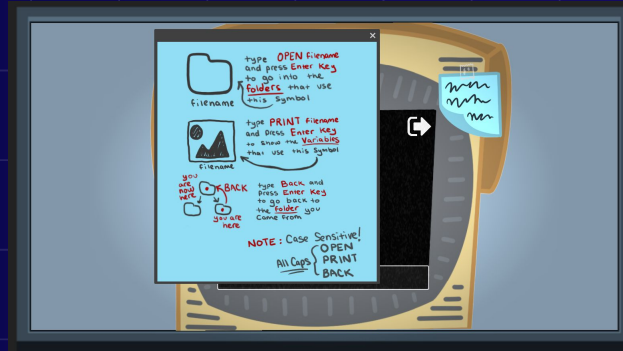 type OPEN filename
and press Enter Key
to go into the
folders that use
this Symbol
filename
type PRINT filename
and press Enter Key
to show the Variables
that use this Symbol
filename
you
are
now
here
BACK
you are
here
type Back and
press Enter Key
to go back to
the folder you
came from
NOTE: Case Sensitive!
All Caps
OPEN
PRINT
BACK